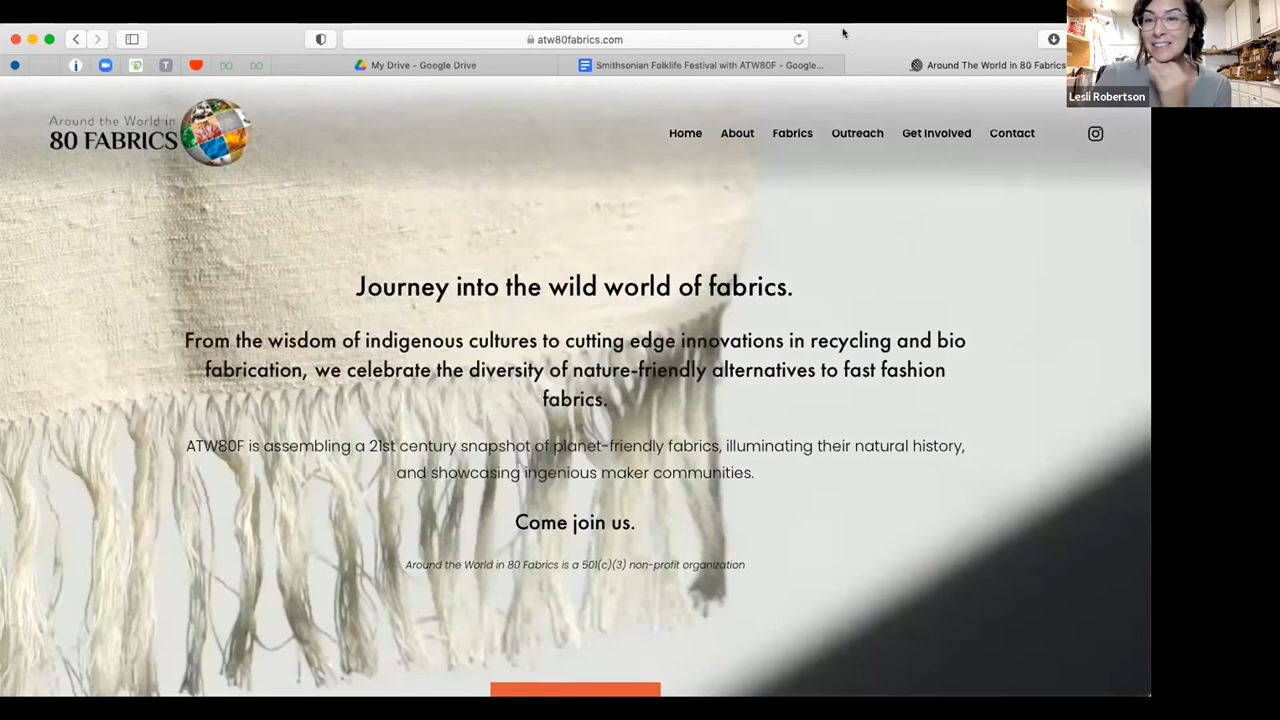 atw80fabrics.com
My Drive - Google Drive
Smithsonian Folklife Festival with ATW80F - Google...
Around The World in 80 Fabrics
Lesli Robertson
Around the World in
80 FABRICS
Home
About
Fabrics
Outreach
Get Involved
Contact
Journey into the wild world of fabrics.
From the wisdom of indigenous cultures to cutting edge innovations in recycling and bio
fabrication, we celebrate the diversity of nature-friendly alternatives to fast fashion
fabrics.
ATW80F is assembling a 21st century snapshot of planet-friendly fabrics, illuminating their natural history,
and showcasing ingenious maker communities.
Come join us.
Around the World in 80 Fabrics is a 501(c)(3) non-profit organization